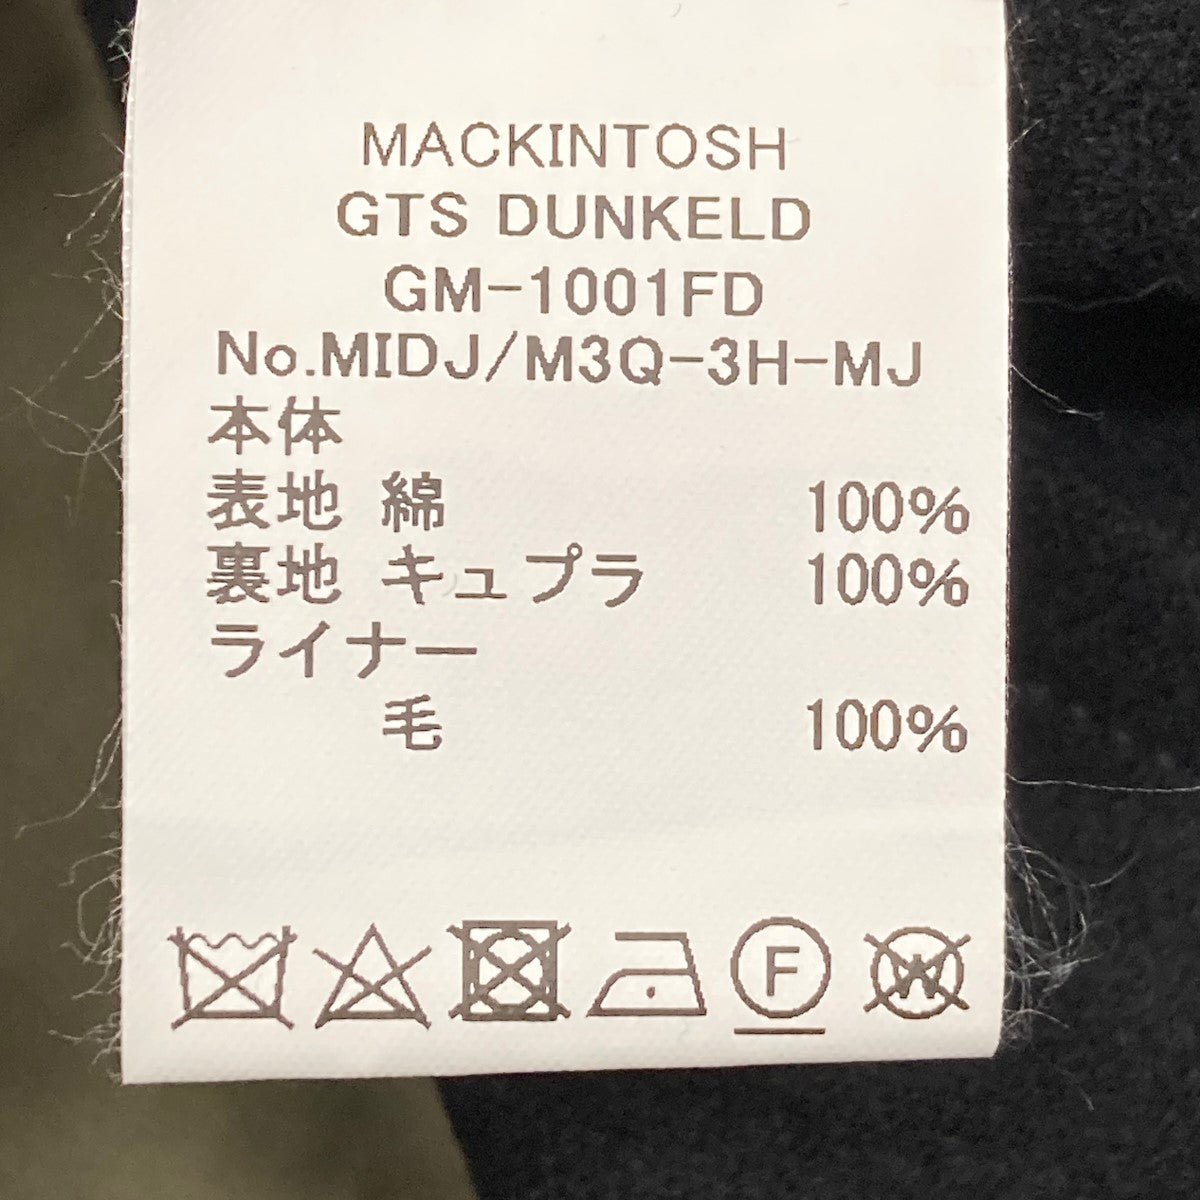 MACKINTOSH
GTS DUNKELD
GM-1001FD
No.MIDJ/M3Q-3H-MJ
本体
表地 綿 100%
裏地 キュプラ 100%
ライナー
毛 100%
F W